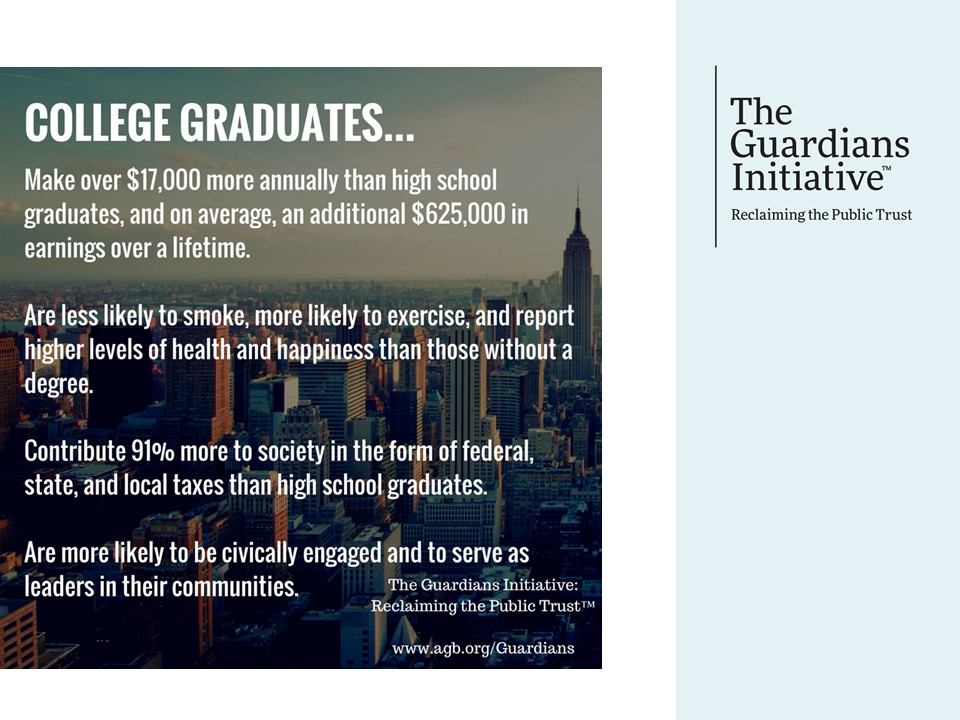 COLLEGE GRADUATES...
Make over $17,000 more annually than high school
graduates, and on average, an additional $625,000 in
earnings over a lifetime.
Are less likely to smoke, more likely to exercise, and report
higher levels of health and happiness than those without a
degree.
Contribute 91% more to society in the form of federal,
state, and local taxes than high school graduates.
Are more likely to be civically engaged and to serve as
leaders in their communities.
The Guardians Initiative:
Reclaiming the Public Trust™
www.agb.org/Guardians
The
Guardians
Initiative™
Reclaiming the Public Trust